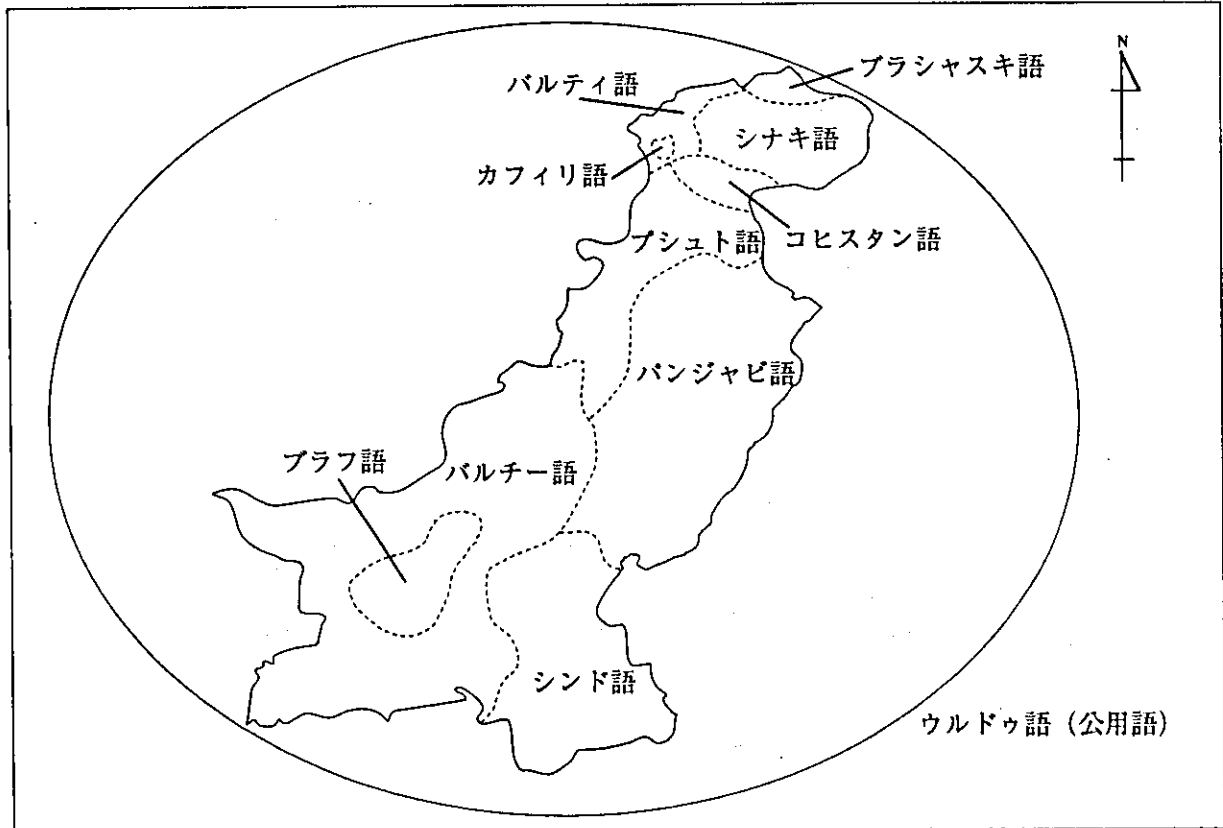 N
ブラシャスキ語
バルティ語
シナキ語
カフィリ語
プシュト語
コヒスタン語
パンジャビ語
ブラフ語
バルチー語
シンド語
ウルドゥ語（公用語）